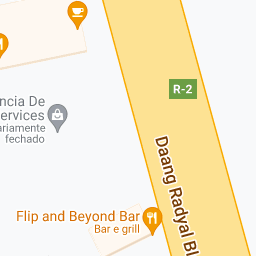 R-2
ncia De
ervices
ariamente
fechado
Daang Radyal Bl
Flip and Beyond Bar
Bar e grill